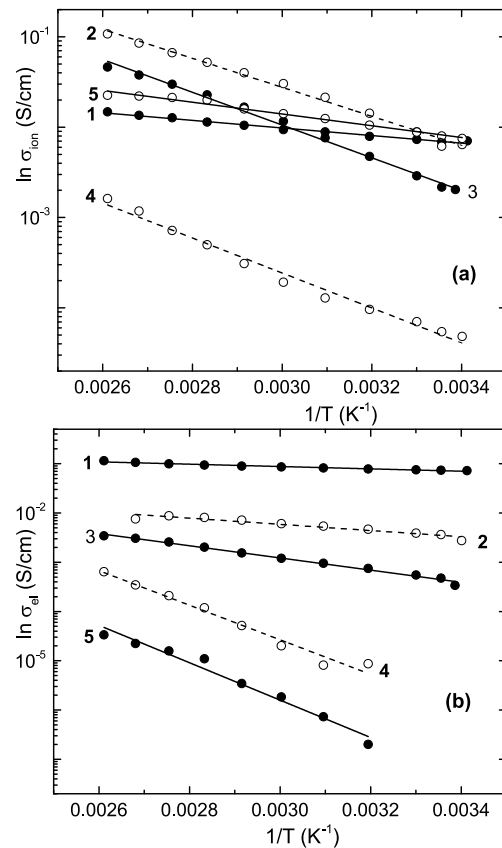 10⁻¹
2
5
1
3
ln σ_ion (S/cm)
10⁻³
4
(a)
0.0026 0.0028 0.0030 0.0032 0.0034
1/T (K⁻¹)
1
10⁻²
2
3
ln σ_el (S/cm)
4
10⁻⁵
5
(b)
0.0026 0.0028 0.0030 0.0032 0.0034
1/T (K⁻¹)